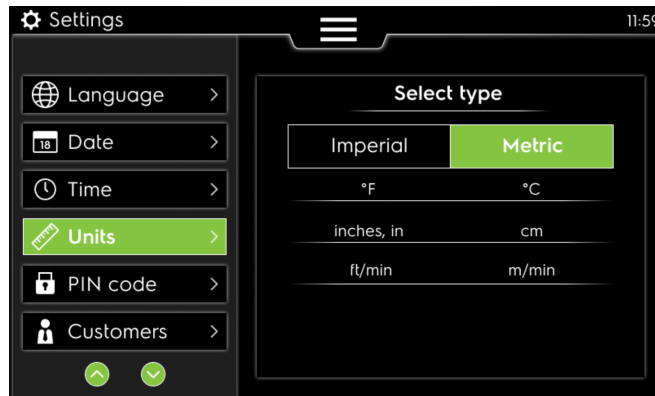 Settings
11:59
Language
18
Date
Time
Units
PIN code
Customers
Select type
Imperial Metric
°F °C
inches, in cm
ft/min m/min